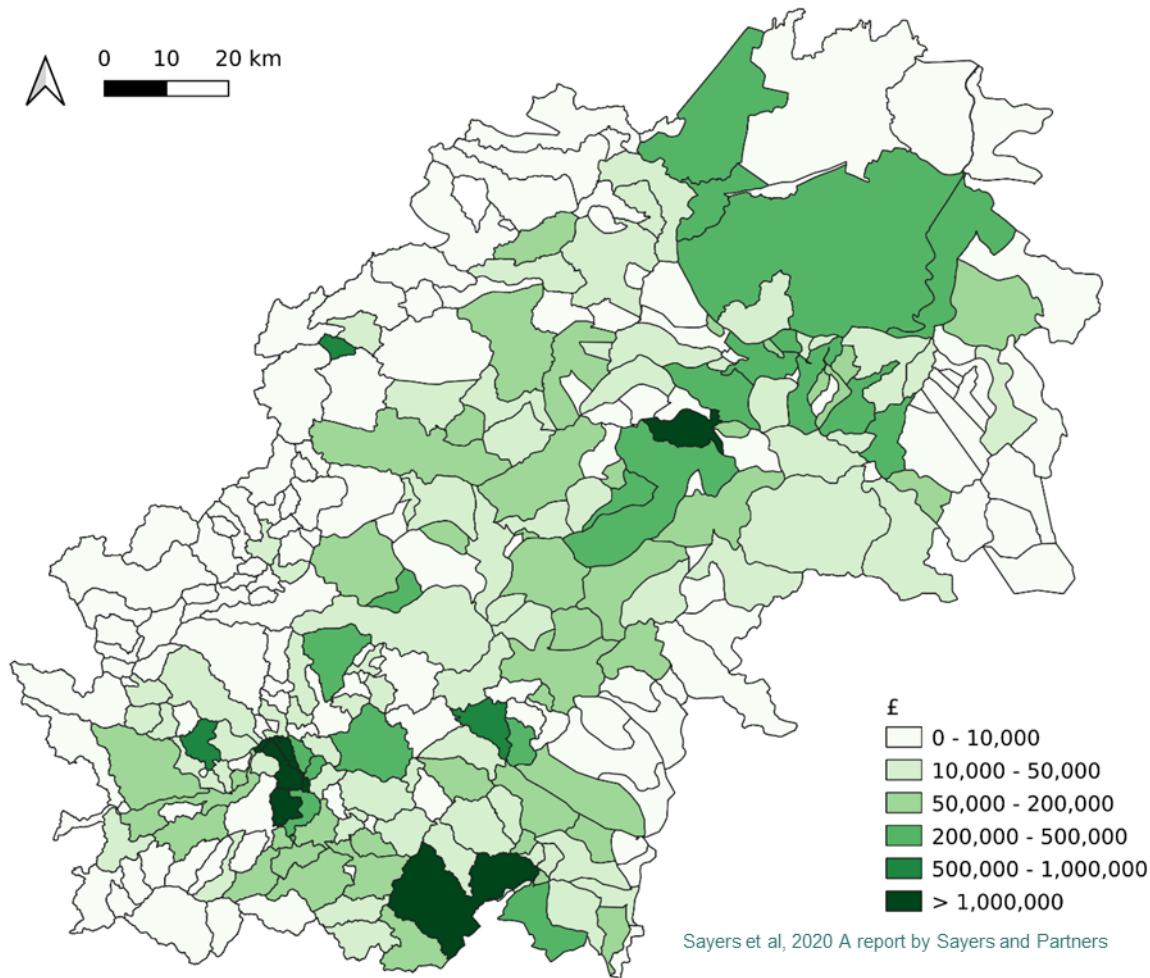 0 10 20 km
£
0 - 10,000
10,000 - 50,000
50,000 - 200,000
200,000 - 500,000
500,000 - 1,000,000
> 1,000,000
Sayers et al, 2020 A report by Sayers and Partners